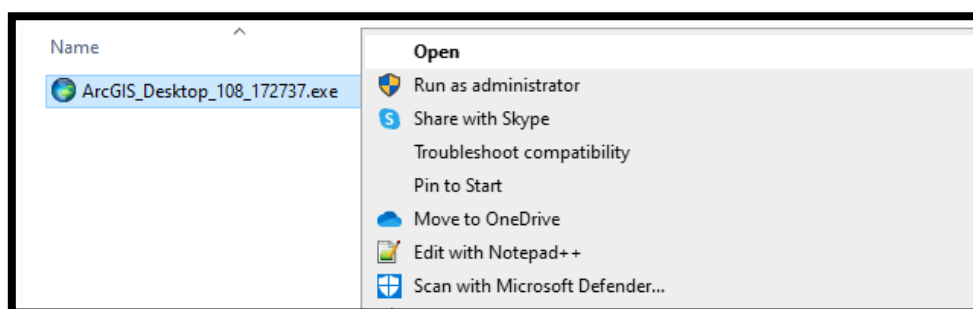 Name
ArcGIS_Desktop_108_172737.exe
Open
Run as administrator
Share with Skype
Troubleshoot compatibility
Pin to Start
Move to OneDrive
Edit with Notepad++
Scan with Microsoft Defender...